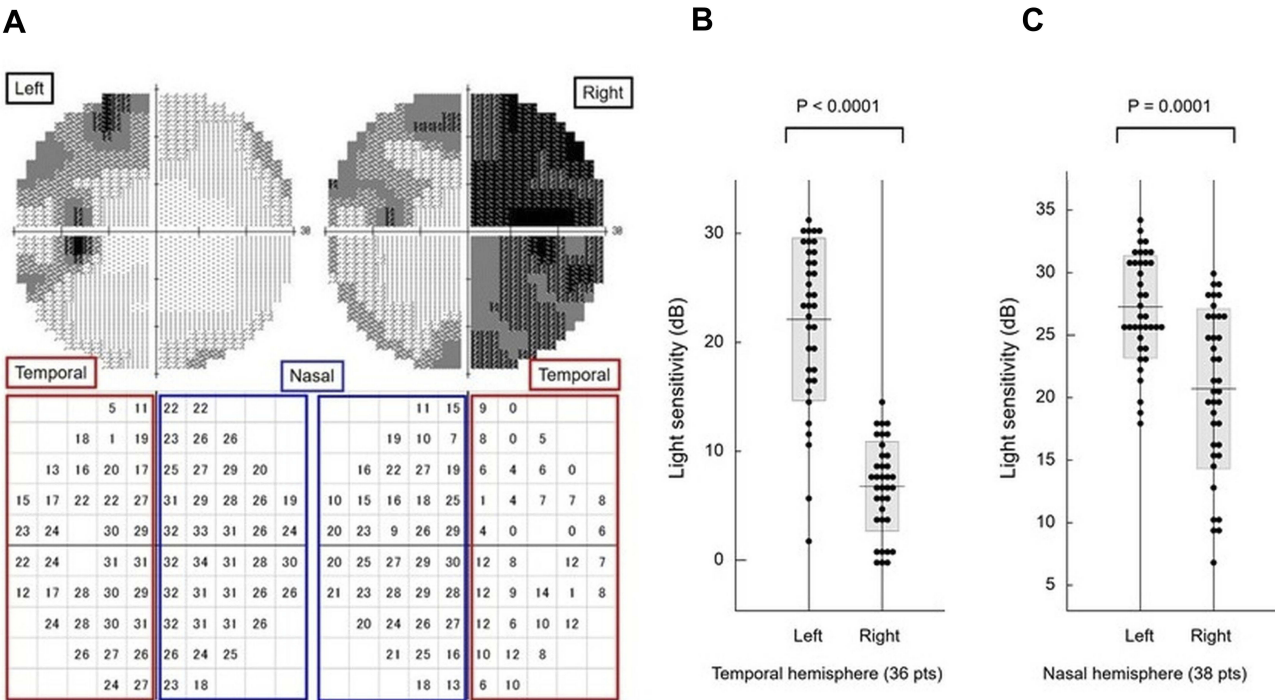 A
B
C
Left
Right
30
30
Temporal
Nasal
Temporal
5 11 22 22 11 15 9 0
18 1 19 23 26 26 19 10 7 8 0 5
13 16 20 17 25 27 29 20 16 22 27 19 6 4 6 0
15 17 22 22 27 31 29 28 26 19 10 15 16 18 25 1 4 7 7 8
23 24 30 29 32 33 31 26 24 20 23 9 26 29 4 0 0 6
22 24 31 31 32 34 31 28 30 20 25 27 29 30 12 8 12 7
12 17 28 30 29 32 31 31 26 26 21 23 28 29 28 12 9 14 1 8
24 28 30 31 32 31 31 26 20 24 26 27 12 6 10 12
26 27 26 26 24 25 21 25 16 10 12 8
24 27 23 18 18 13 6 10
P < 0.0001
Light sensitivity (dB)
30
20
10
0
Left Right
Temporal hemisphere (36 pts)
P = 0.0001
Light sensitivity (dB)
35
30
25
20
15
10
5
Left Right
Nasal hemisphere (38 pts)